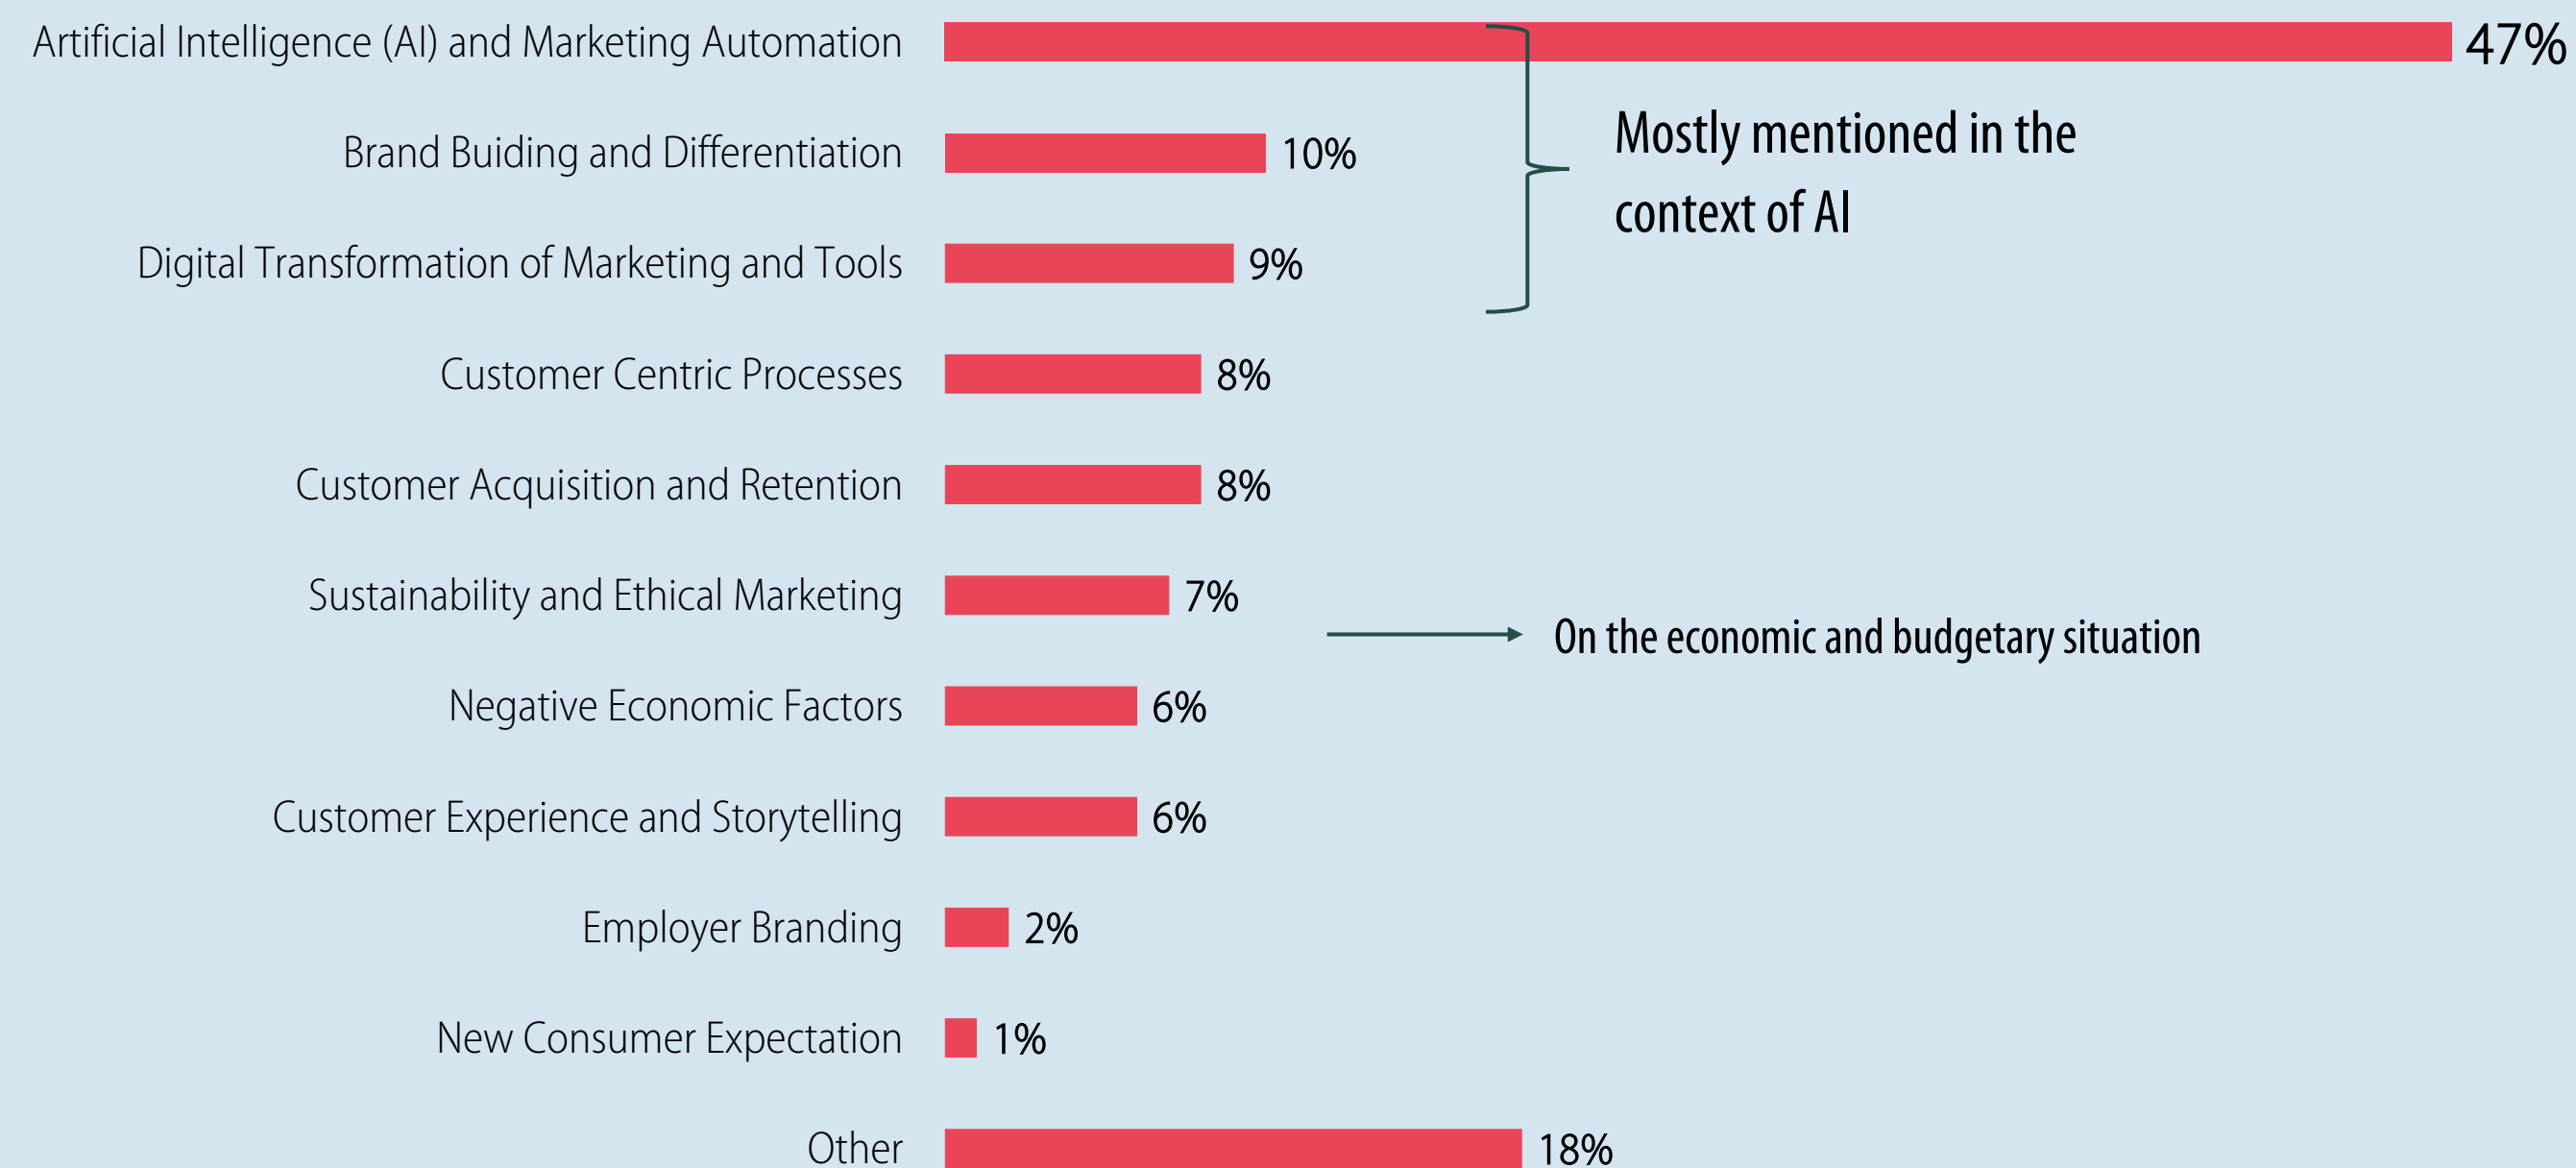 Artificial Intelligence (AI) and Marketing Automation 47%
Brand Buiding and Differentiation 10%
Mostly mentioned in the
context of AI
Digital Transformation of Marketing and Tools 9%
Customer Centric Processes 8%
Customer Acquisition and Retention 8%
Sustainability and Ethical Marketing 7%
On the economic and budgetary situation
Negative Economic Factors 6%
Customer Experience and Storytelling 6%
Employer Branding 2%
New Consumer Expectation 1%
Other 18%